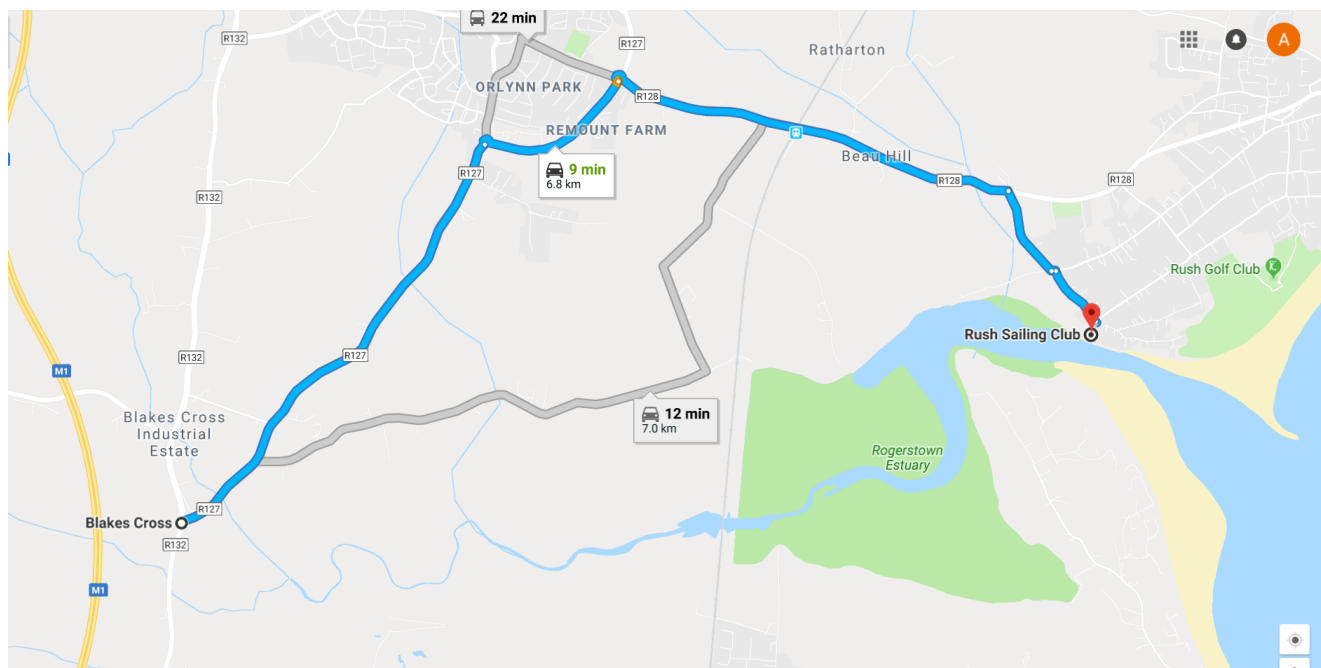 22 min
R132
R127
Ratharton
A
ORLYNN PARK
R128
REMOUNT FARM
9 min
6.8 km
Beau Hill
R127
R128
R128
R132
Rush Golf Club
Rush Sailing Club
R132
R127
M1
12 min
7.0 km
Blakes Cross
Industrial
Estate
Rogerstown
Estuary
R127
Blakes Cross
R132
M1